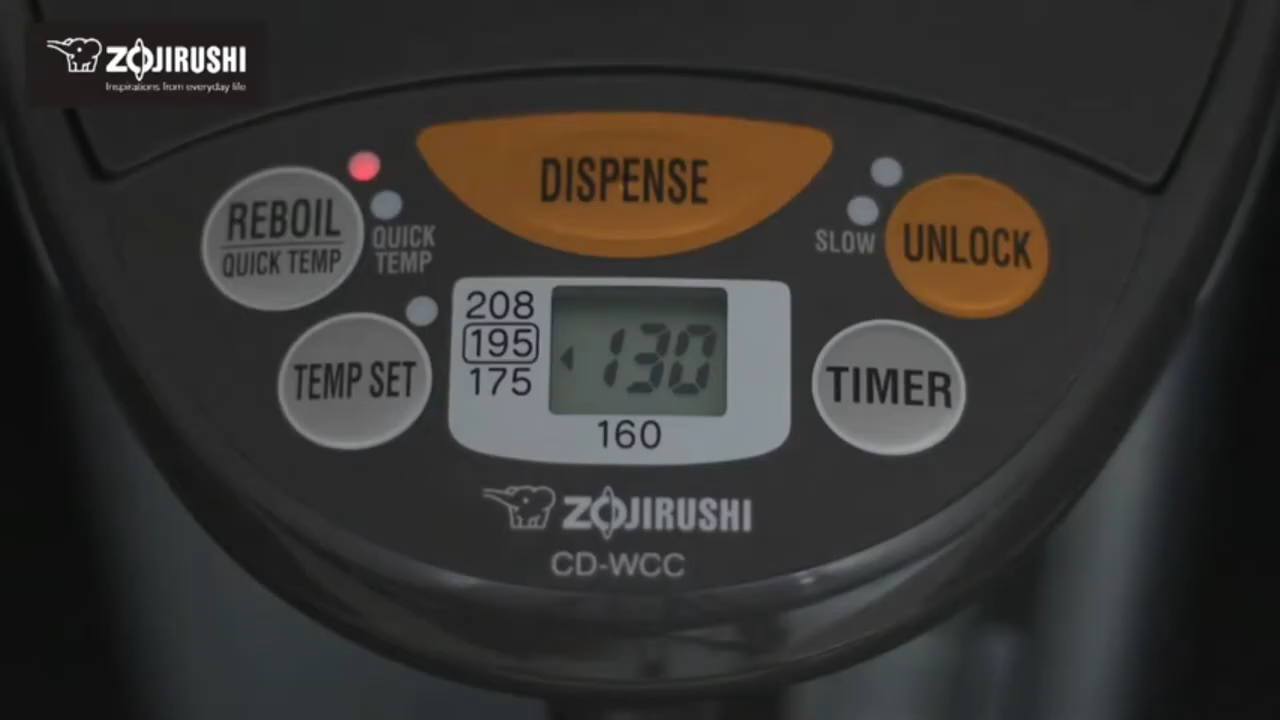 ZOJIRUSHI
Inspirations from everyday life
DISPENSE
REBOIL
QUICK TEMP
QUICK
TEMP
SLOW
UNLOCK
TEMP SET
208
195
175
130
160
TIMER
ZOJIRUSHI
CD-WCC